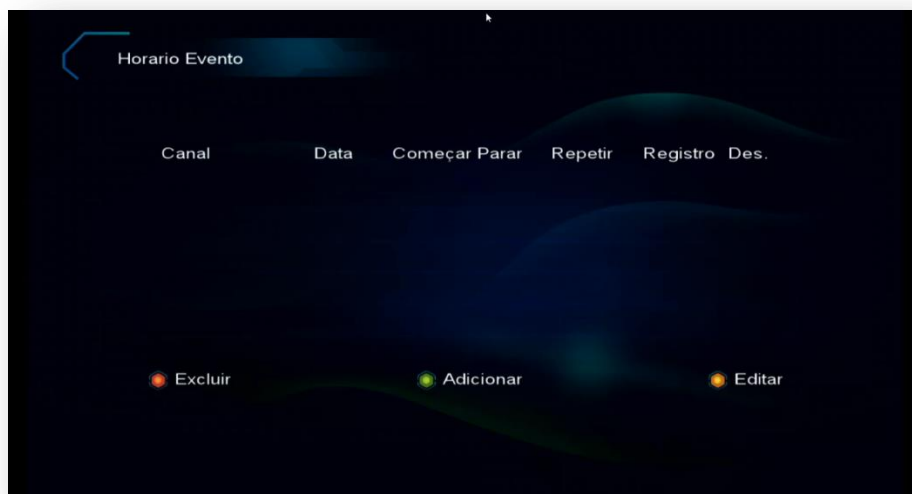 Horario Evento
Canal Data Começar Parar Repetir Registro Des.
Excluir Adicionar Editar